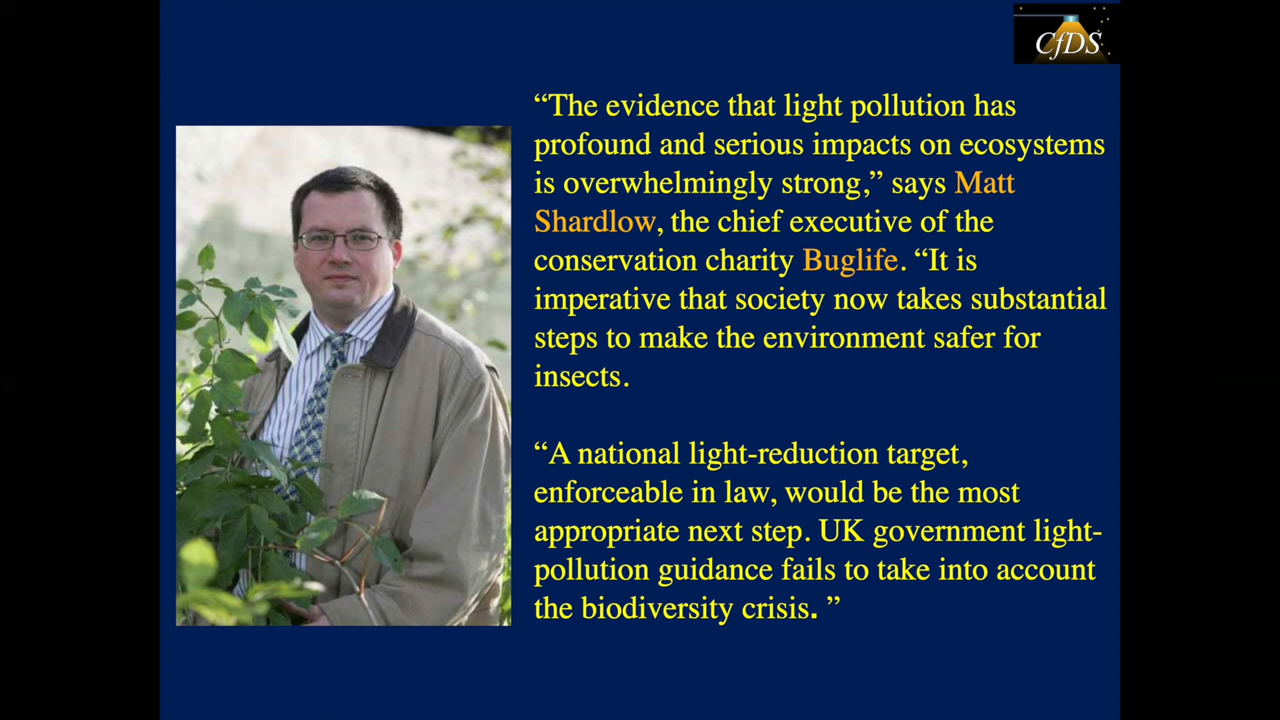 CfDS
“The evidence that light pollution has
profound and serious impacts on ecosystems
is overwhelmingly strong,” says Matt
Shardlow, the chief executive of the
conservation charity Buglife. “It is
imperative that society now takes substantial
steps to make the environment safer for
insects.
“A national light-reduction target,
enforceable in law, would be the most
appropriate next step. UK government light-
pollution guidance fails to take into account
the biodiversity crisis. ”